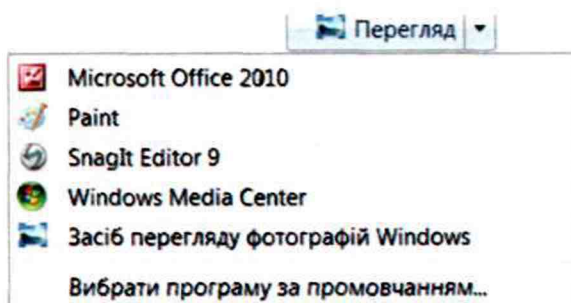 Перегляд
Microsoft Office 2010
Paint
SnagIt Editor 9
Windows Media Center
Засіб перегляду фотографій Windows
Вибрати програму за промовчанням...